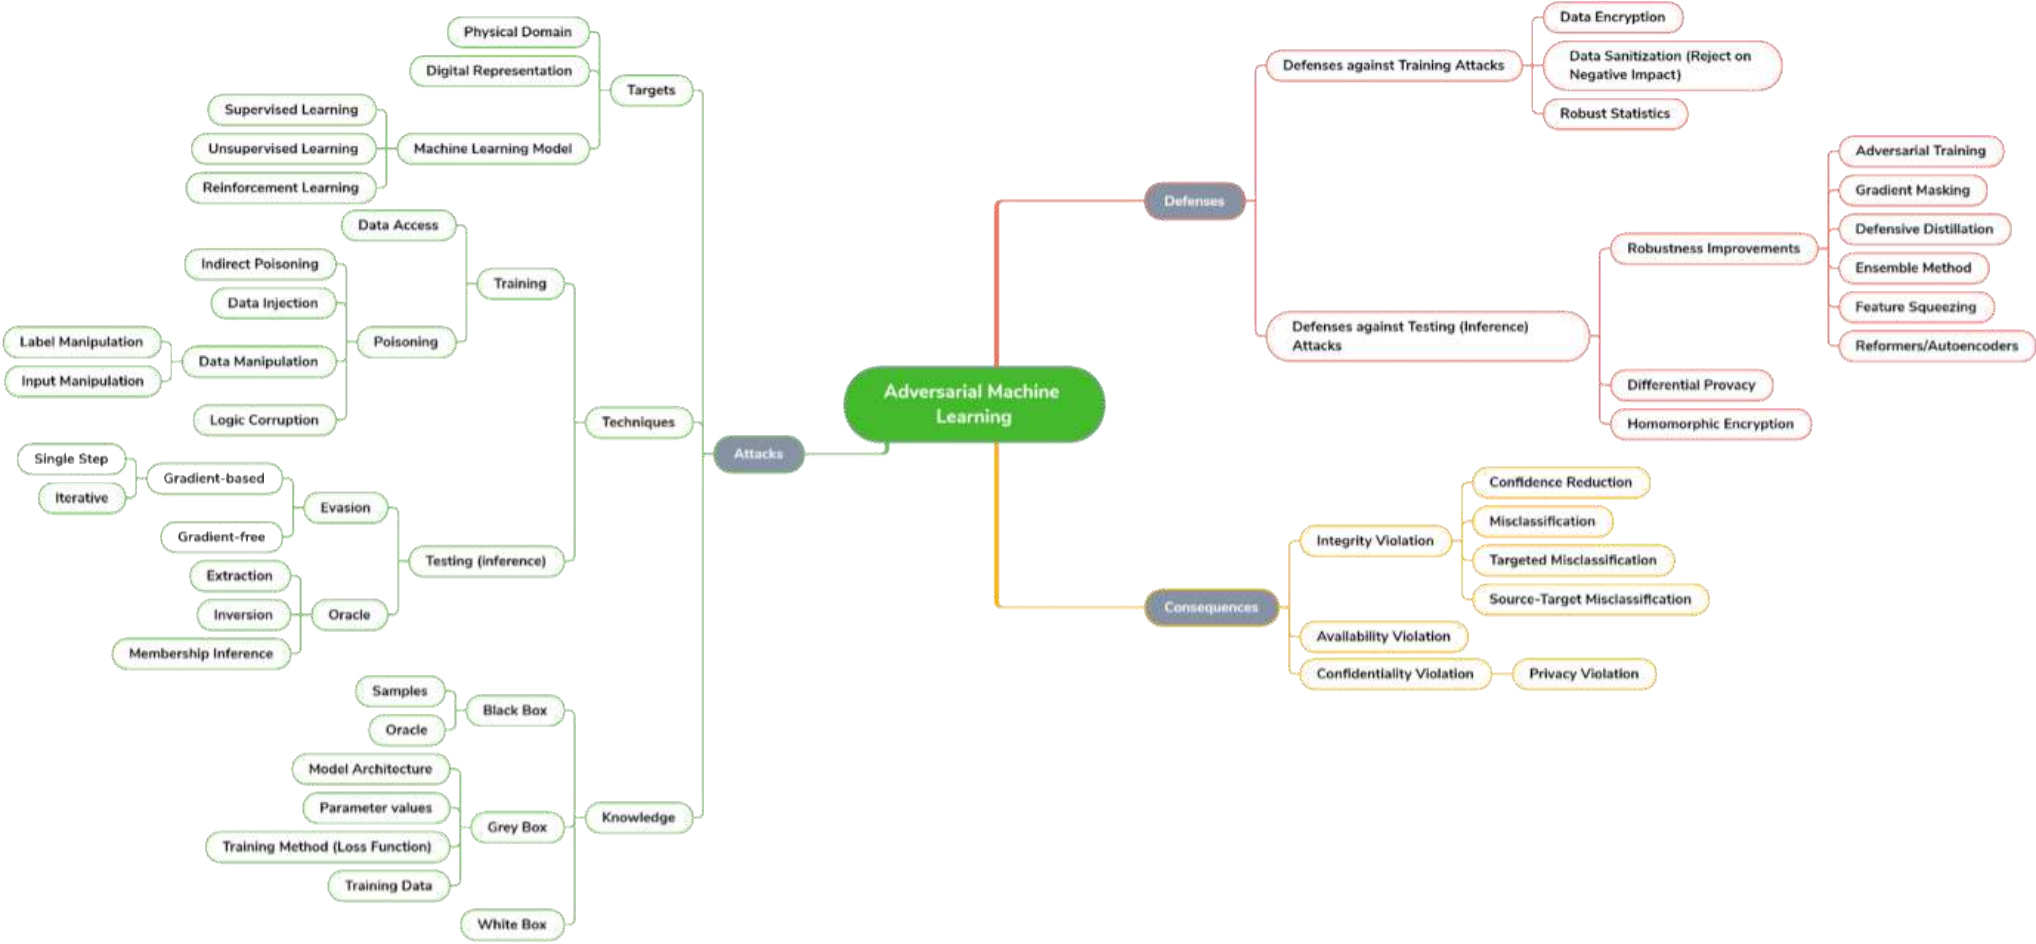 Adversarial Machine
Learning
Attacks
Targets
Physical Domain
Digital Representation
Machine Learning Model
Supervised Learning
Unsupervised Learning
Reinforcement Learning
Techniques
Training
Data Access
Poisoning
Indirect Poisoning
Data Injection
Data Manipulation
Label Manipulation
Input Manipulation
Logic Corruption
Testing (inference)
Evasion
Gradient-based
Single Step
Iterative
Gradient-free
Oracle
Extraction
Inversion
Membership Inference
Knowledge
Black Box
Samples
Oracle
Grey Box
Model Architecture
Parameter values
Training Method (Loss Function)
Training Data
White Box
Defenses
Defenses against Training Attacks
Data Encryption
Data Sanitization (Reject on
Negative Impact)
Robust Statistics
Defenses against Testing (Inference)
Attacks
Robustness Improvements
Adversarial Training
Gradient Masking
Defensive Distillation
Ensemble Method
Feature Squeezing
Reformers/Autoencoders
Differential Provacy
Homomorphic Encryption
Consequences
Integrity Violation
Confidence Reduction
Misclassification
Targeted Misclassification
Source-Target Misclassification
Availability Violation
Confidentiality Violation
Privacy Violation